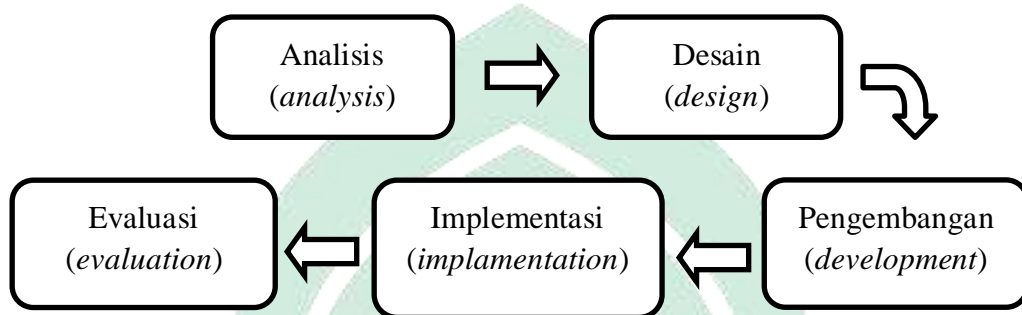 Analisis
(analysis)
Desain
(design)
Pengembangan
(development)
Implementasi
(implamentation)
Evaluasi
(evaluation)